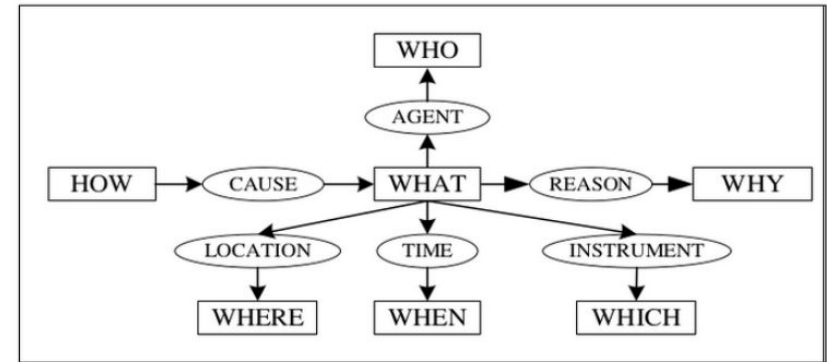 WHO
AGENT
HOW CAUSE WHAT REASON WHY
LOCATION TIME INSTRUMENT
WHERE WHEN WHICH